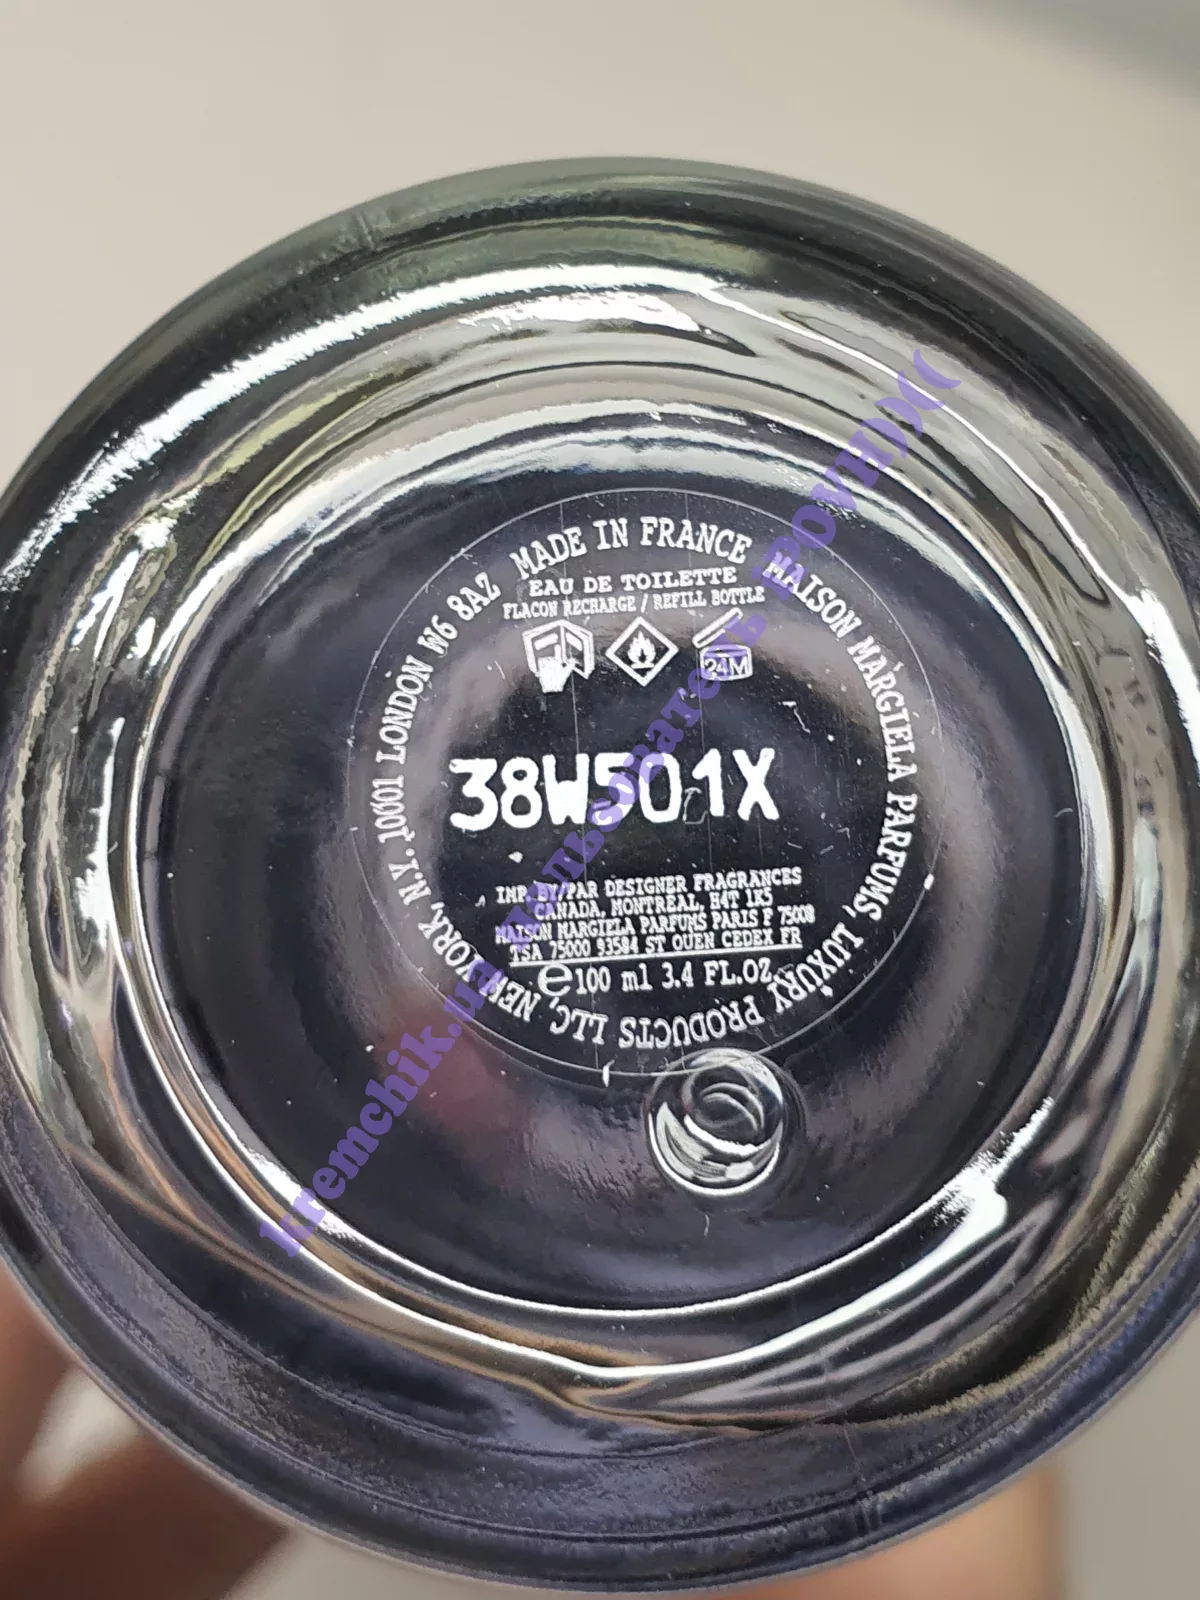 MADE IN FRANCE MAISON MARGIELA PARFUMS, LUXURY PRODUCTS LLC, NEW YORK, N.Y. 10001 LONDON W6 8AZ
EAU DE TOILETTE
FLACON RECHARGE / REFILL BOTTLE
24M
38W501X
IMP. BY/PAR DESIGNER FRAGRANCES
CANADA, MONTREAL, H4T 1K5
MAISON MARGIELA PARFUMS PARIS F 75008
TSA 75000 93584 ST OUEN CEDEX FR
e 100 ml 3.4 FL.OZ.
kremchik.ua